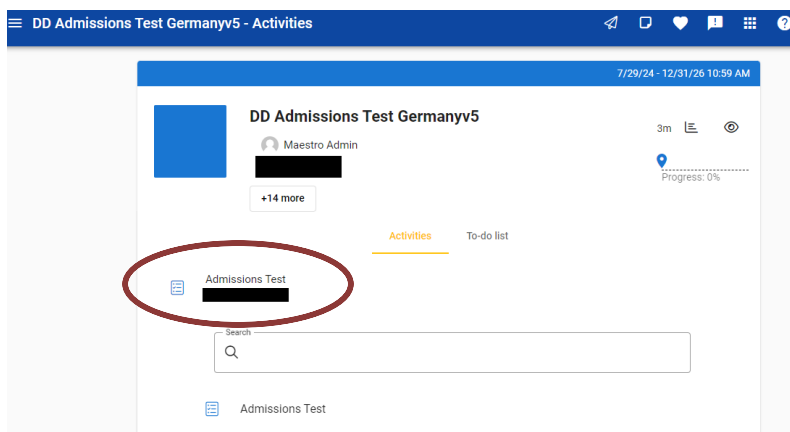 DD Admissions Test Germanyv5 - Activities
7/29/24 - 12/31/26 10:59 AM
DD Admissions Test Germanyv5
Maestro Admin
3m
Progress: 0%
+14 more
Activities To-do list
Admissions Test
Search
Admissions Test